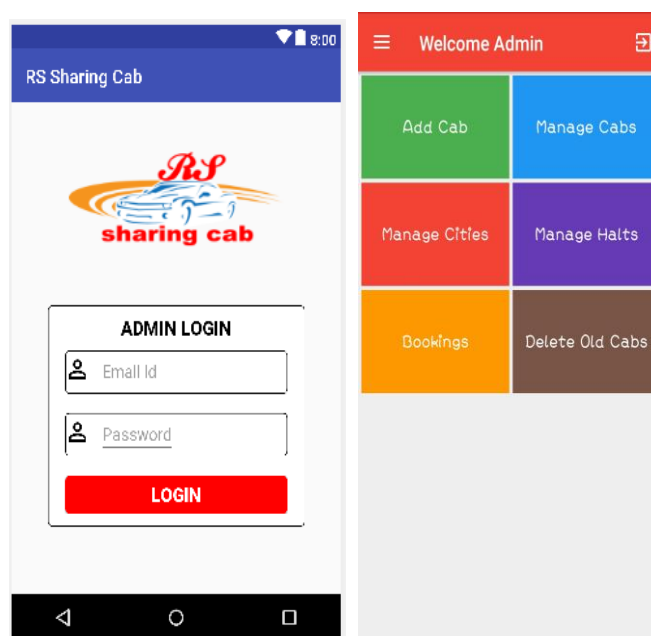 8:00
RS Sharing Cab
RS
sharing cab
ADMIN LOGIN
Email Id
Password
LOGIN
Welcome Admin
Add Cab
Manage Cabs
Manage Cities
Manage Halts
Bookings
Delete Old Cabs